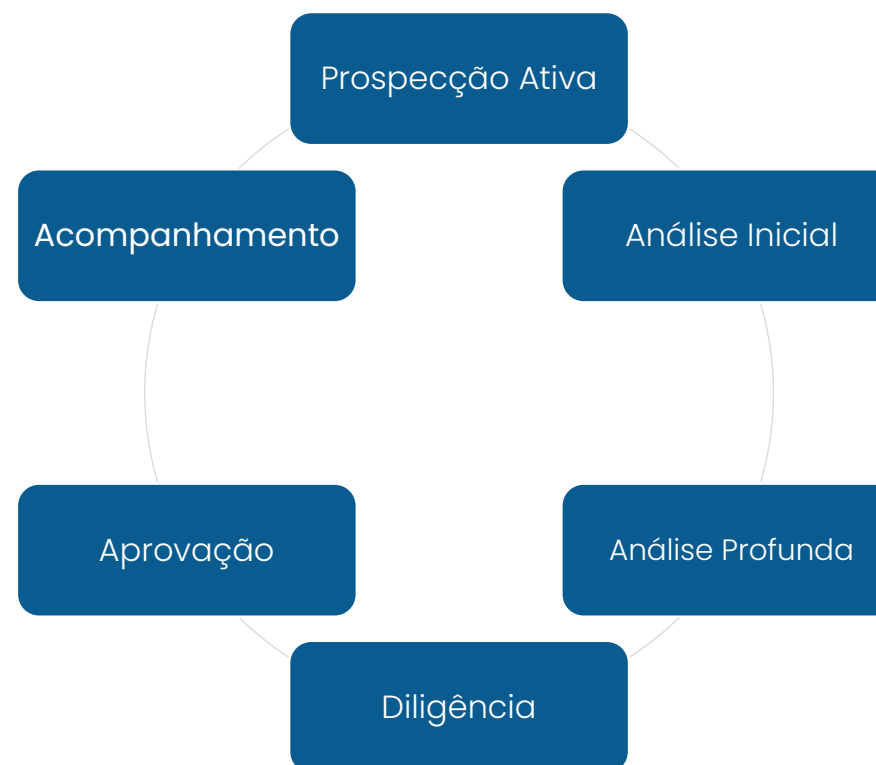 Prospecção Ativa
Análise Inicial
Análise Profunda
Diligência
Aprovação
Acompanhamento